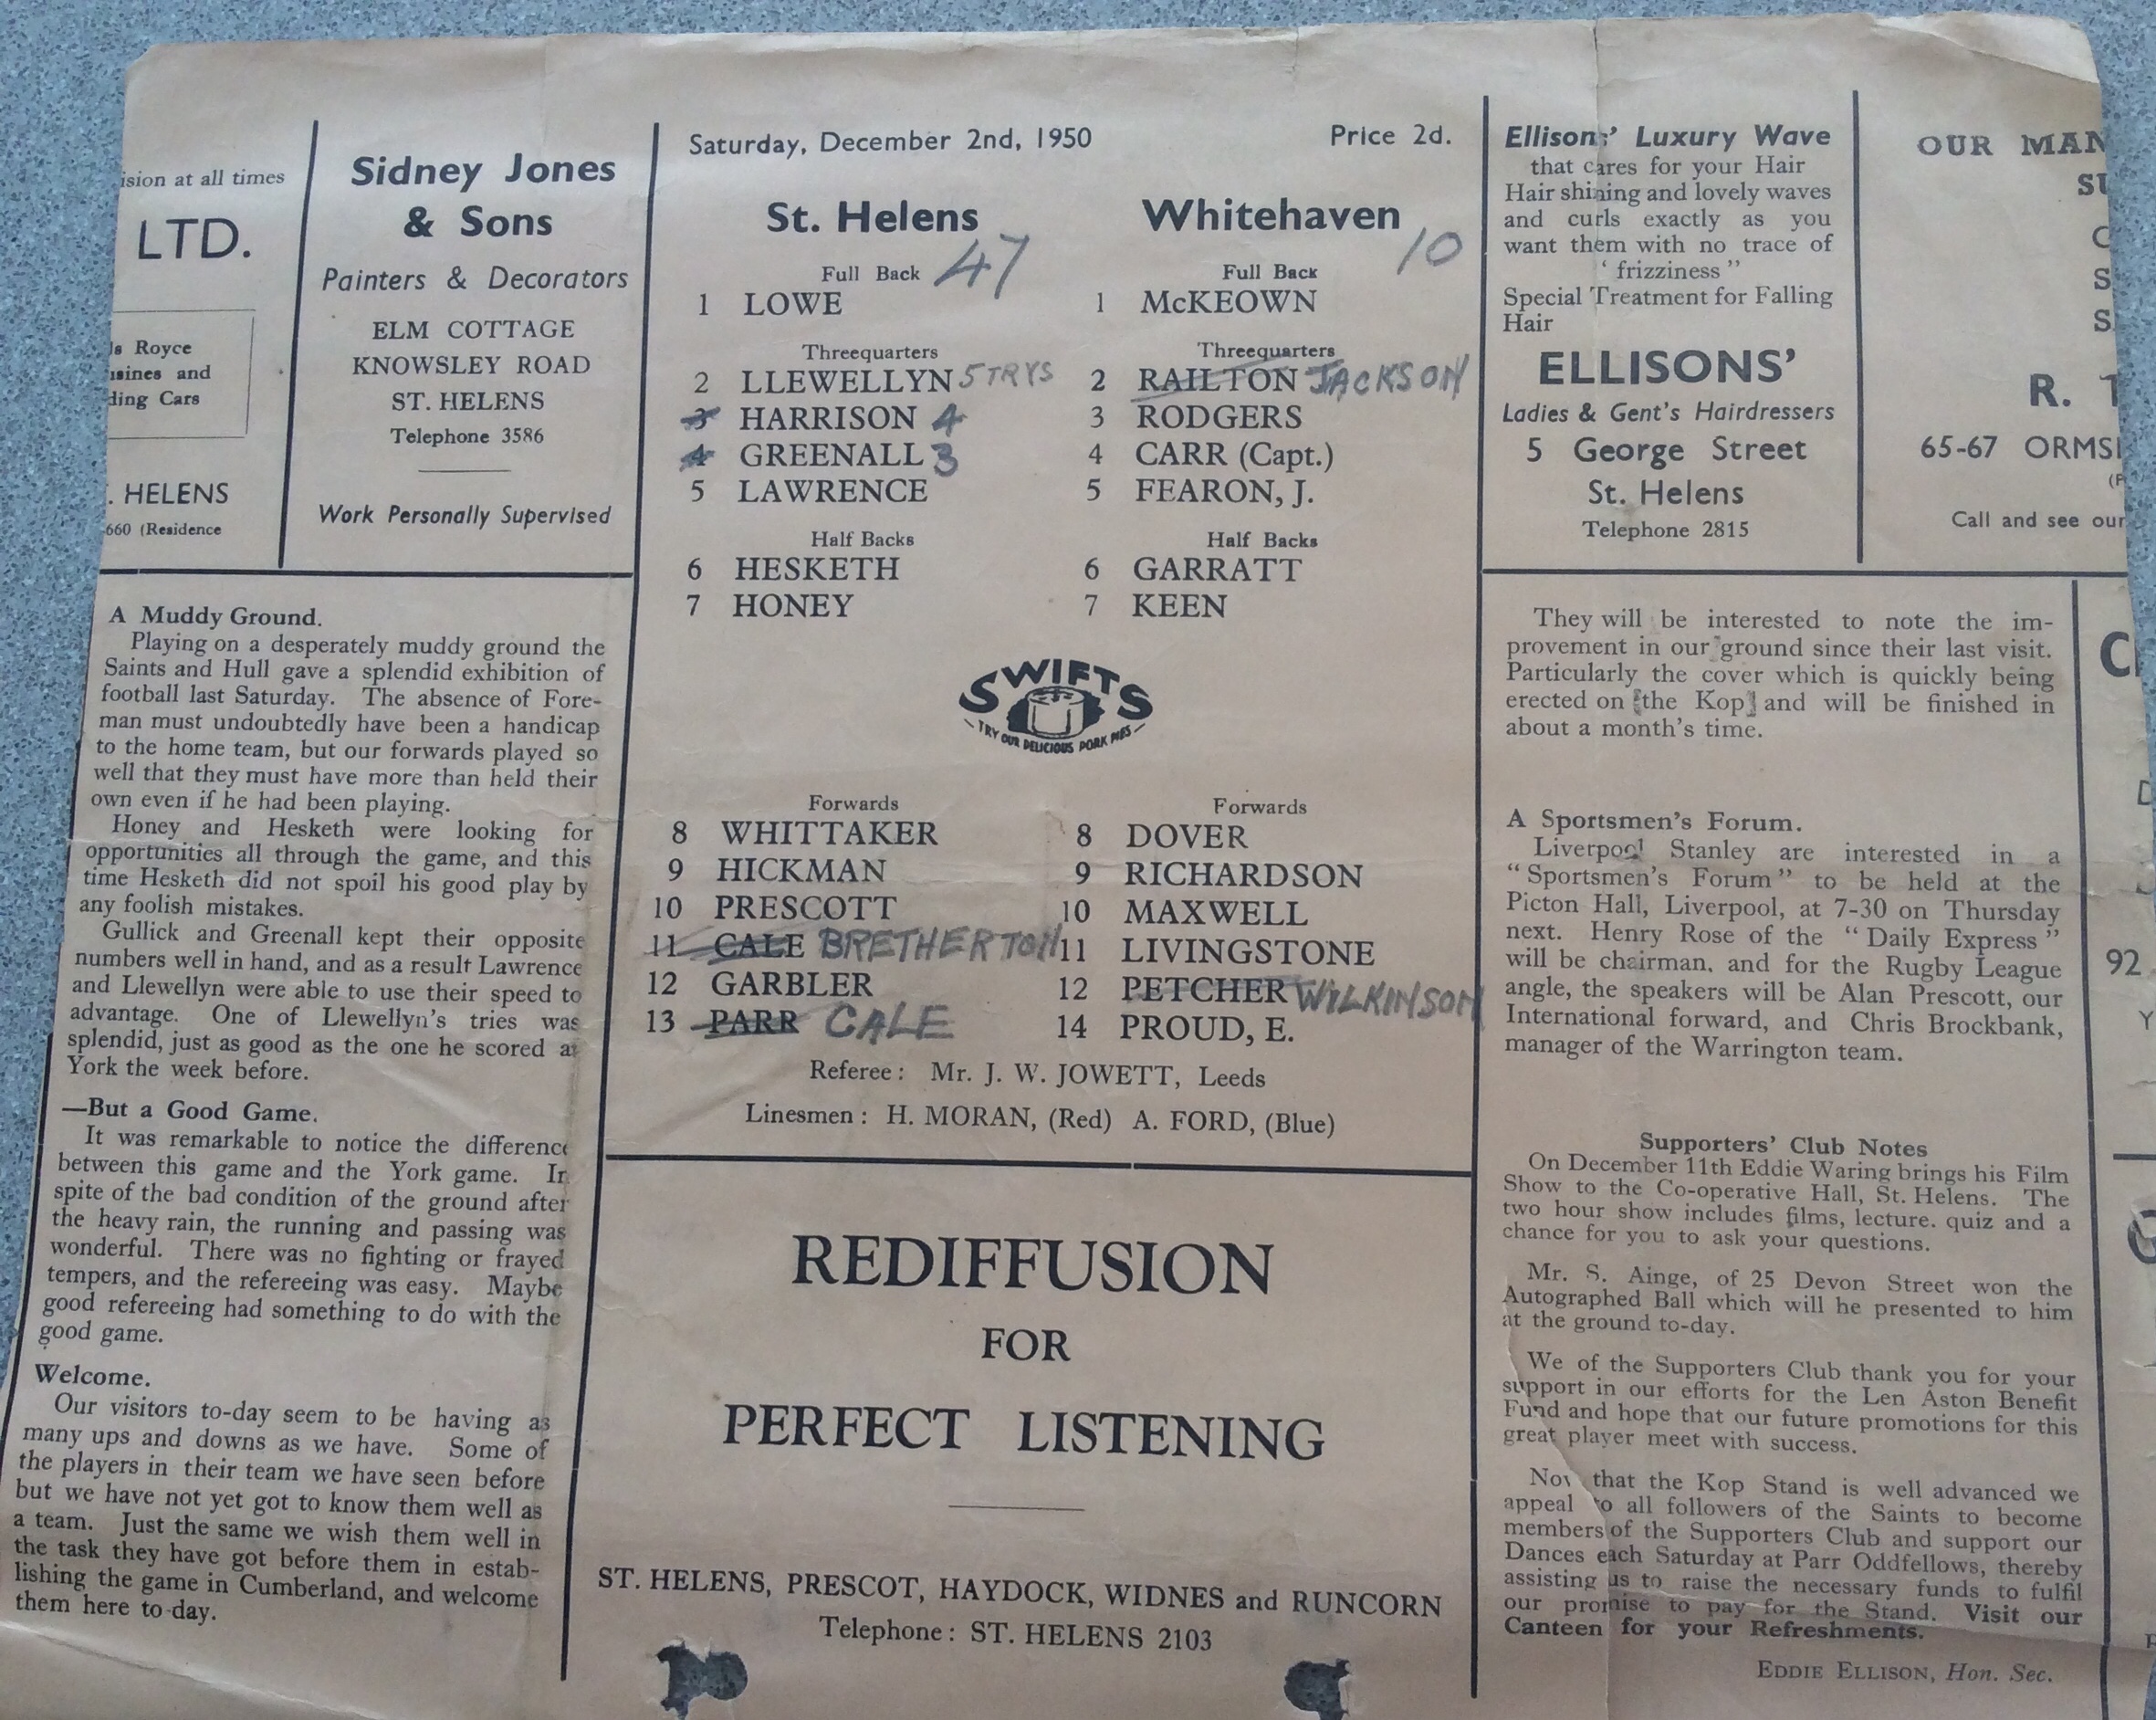 ision at all times
LTD.
ls Royce
usines and
ding Cars
. HELENS
660 (Residence
Sidney Jones
& Sons
Painters & Decorators
ELM COTTAGE
KNOWSLEY ROAD
ST. HELENS
Telephone 3586
Work Personally Supervised
A Muddy Ground.
Playing on a desperately muddy ground the
Saints and Hull gave a splendid exhibition of
football last Saturday. The absence of Fore-
man must undoubtedly have been a handicap
to the home team, but our forwards played so
well that they must have more than held their
own even if he had been playing.
Honey and Hesketh were looking for
opportunities all through the game, and this
time Hesketh did not spoil his good play by
any foolish mistakes.
Gullick and Greenall kept their opposite
numbers well in hand, and as a result Lawrence
and Llewellyn were able to use their speed to
advantage. One of Llewellyn's tries was
splendid, just as good as the one he scored at
York the week before.
—But a Good Game.
It was remarkable to notice the difference
between this game and the York game. In
spite of the bad condition of the ground after
the heavy rain, the running and passing was
wonderful. There was no fighting or frayed
tempers, and the refereeing was easy. Maybe
good refereeing had something to do with the
good game.
Welcome.
Our visitors to-day seem to be having as
many ups and downs as we have. Some of
the players in their team we have seen before
but we have not yet got to know them well as
a team. Just the same we wish them well in
the task they have got before them in estab-
lishing the game in Cumberland, and welcome
them here to-day.
Saturday, December 2nd, 1950 Price 2d.
St. Helens 47 Whitehaven 10
Full Back Full Back
1 LOWE 1 McKEOWN
Threequarters Threequarters
2 LLEWELLYN 5 TRYS 2 RAILTON JACKSON
3 HARRISON 4 3 RODGERS
4 GREENALL 3 4 CARR (Capt.)
5 LAWRENCE 5 FEARON, J.
Half Backs Half Backs
6 HESKETH 6 GARRATT
7 HONEY 7 KEEN
SWIFTS
TRY OUR DELICIOUS PORK PIES
Forwards Forwards
8 WHITTAKER 8 DOVER
9 HICKMAN 9 RICHARDSON
10 PRESCOTT 10 MAXWELL
11 CALE BRETHERTON 11 LIVINGSTONE
12 GARBLER 12 PETCHER WILKINSON
13 PARR CALE 14 PROUD, E.
Referee : Mr. J. W. JOWETT, Leeds
Linesmen : H. MORAN, (Red) A. FORD, (Blue)
REDIFFUSION
FOR
PERFECT LISTENING
ST. HELENS, PRESCOT, HAYDOCK, WIDNES and RUNCORN
Telephone : ST. HELENS 2103
Ellisons' Luxury Wave
that cares for your Hair
Hair shining and lovely waves
and curls exactly as you
want them with no trace of
' frizziness "
Special Treatment for Falling
Hair
ELLISONS'
Ladies & Gent's Hairdressers
5 George Street
St. Helens
Telephone 2815
OUR MAN
SU
C
S
S
R. T
65-67 ORMSI
(P
Call and see our
They will be interested to note the im-
provement in our ground since their last visit.
Particularly the cover which is quickly being
erected on the Kop and will be finished in
about a month's time.
A Sportsmen's Forum.
Liverpool Stanley are interested in a
"Sportsmen's Forum" to be held at the
Picton Hall, Liverpool, at 7-30 on Thursday
next. Henry Rose of the "Daily Express"
will be chairman, and for the Rugby League
angle, the speakers will be Alan Prescott, our
International forward, and Chris Brockbank,
manager of the Warrington team.
Supporters' Club Notes
On December 11th Eddie Waring brings his Film
Show to the Co-operative Hall, St. Helens. The
two hour show includes films, lecture. quiz and a
chance for you to ask your questions.
Mr. S. Ainge, of 25 Devon Street won the
Autographed Ball which will he presented to him
at the ground to-day.
We of the Supporters Club thank you for your
support in our efforts for the Len Aston Benefit
Fund and hope that our future promotions for this
great player meet with success.
Now that the Kop Stand is well advanced we
appeal to all followers of the Saints to become
members of the Supporters Club and support our
Dances each Saturday at Parr Oddfellows, thereby
assisting us to raise the necessary funds to fulfil
our promise to pay for the Stand. Visit our
Canteen for your Refreshments.
EDDIE ELLISON, Hon. Sec.
92
Y